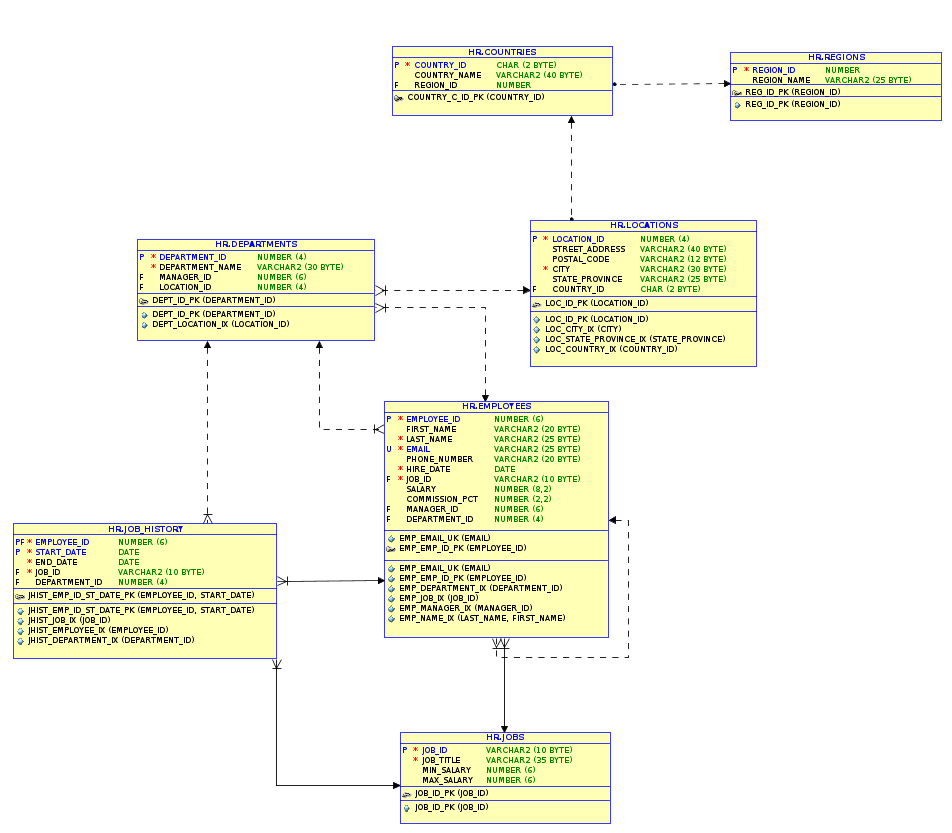 HR.COUNTRIES
P * COUNTRY_ID CHAR (2 BYTE)
COUNTRY_NAME VARCHAR2 (40 BYTE)
F REGION_ID NUMBER
COUNTRY_C_ID_PK (COUNTRY_ID)
HR.REGIONS
P * REGION_ID NUMBER
REGION_NAME VARCHAR2 (25 BYTE)
REG_ID_PK (REGION_ID)
REG_ID_PK (REGION_ID)
HR.LOCATIONS
P * LOCATION_ID NUMBER (4)
STREET_ADDRESS VARCHAR2 (40 BYTE)
POSTAL_CODE VARCHAR2 (12 BYTE)
* CITY VARCHAR2 (30 BYTE)
STATE_PROVINCE VARCHAR2 (25 BYTE)
F COUNTRY_ID CHAR (2 BYTE)
LOC_ID_PK (LOCATION_ID)
LOC_ID_PK (LOCATION_ID)
LOC_CITY_IX (CITY)
LOC_STATE_PROVINCE_IX (STATE_PROVINCE)
LOC_COUNTRY_IX (COUNTRY_ID)
HR.DEPARTMENTS
P * DEPARTMENT_ID NUMBER (4)
* DEPARTMENT_NAME VARCHAR2 (30 BYTE)
F MANAGER_ID NUMBER (6)
F LOCATION_ID NUMBER (4)
DEPT_ID_PK (DEPARTMENT_ID)
DEPT_ID_PK (DEPARTMENT_ID)
DEPT_LOCATION_IX (LOCATION_ID)
HR.EMPLOYEES
P * EMPLOYEE_ID NUMBER (6)
FIRST_NAME VARCHAR2 (20 BYTE)
* LAST_NAME VARCHAR2 (25 BYTE)
U * EMAIL VARCHAR2 (25 BYTE)
PHONE_NUMBER VARCHAR2 (20 BYTE)
* HIRE_DATE DATE
F * JOB_ID VARCHAR2 (10 BYTE)
SALARY NUMBER (8,2)
COMMISSION_PCT NUMBER (2,2)
F MANAGER_ID NUMBER (6)
F DEPARTMENT_ID NUMBER (4)
EMP_EMAIL_UK (EMAIL)
EMP_EMP_ID_PK (EMPLOYEE_ID)
EMP_EMAIL_UK (EMAIL)
EMP_EMP_ID_PK (EMPLOYEE_ID)
EMP_DEPARTMENT_IX (DEPARTMENT_ID)
EMP_JOB_IX (JOB_ID)
EMP_MANAGER_IX (MANAGER_ID)
EMP_NAME_IX (LAST_NAME, FIRST_NAME)
HR.JOB_HISTORY
PF * EMPLOYEE_ID NUMBER (6)
P * START_DATE DATE
* END_DATE DATE
F * JOB_ID VARCHAR2 (10 BYTE)
F DEPARTMENT_ID NUMBER (4)
JHIST_EMP_ID_ST_DATE_PK (EMPLOYEE_ID, START_DATE)
JHIST_EMP_ID_ST_DATE_PK (EMPLOYEE_ID, START_DATE)
JHIST_JOB_IX (JOB_ID)
JHIST_EMPLOYEE_IX (EMPLOYEE_ID)
JHIST_DEPARTMENT_IX (DEPARTMENT_ID)
HR.JOBS
P * JOB_ID VARCHAR2 (10 BYTE)
* JOB_TITLE VARCHAR2 (35 BYTE)
MIN_SALARY NUMBER (6)
MAX_SALARY NUMBER (6)
JOB_ID_PK (JOB_ID)
JOB_ID_PK (JOB_ID)